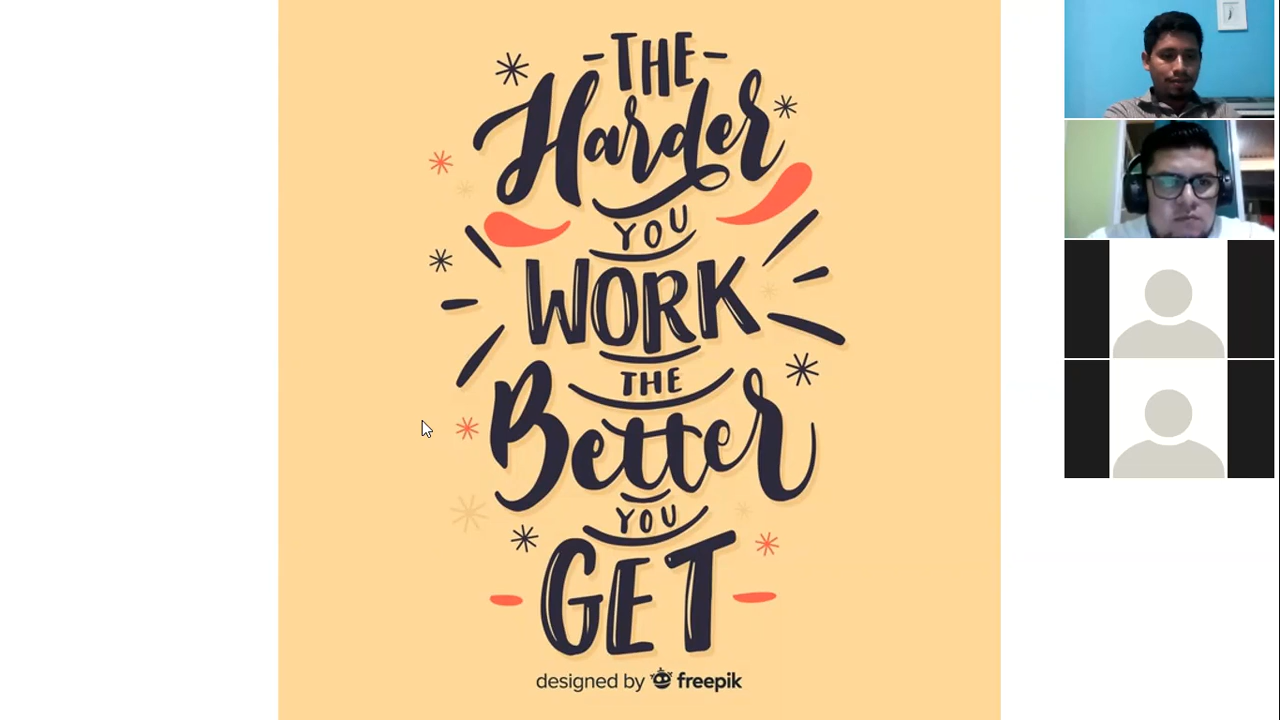 THE
Harder
YOU
WORK
THE
Better
YOU
GET
designed by freepik